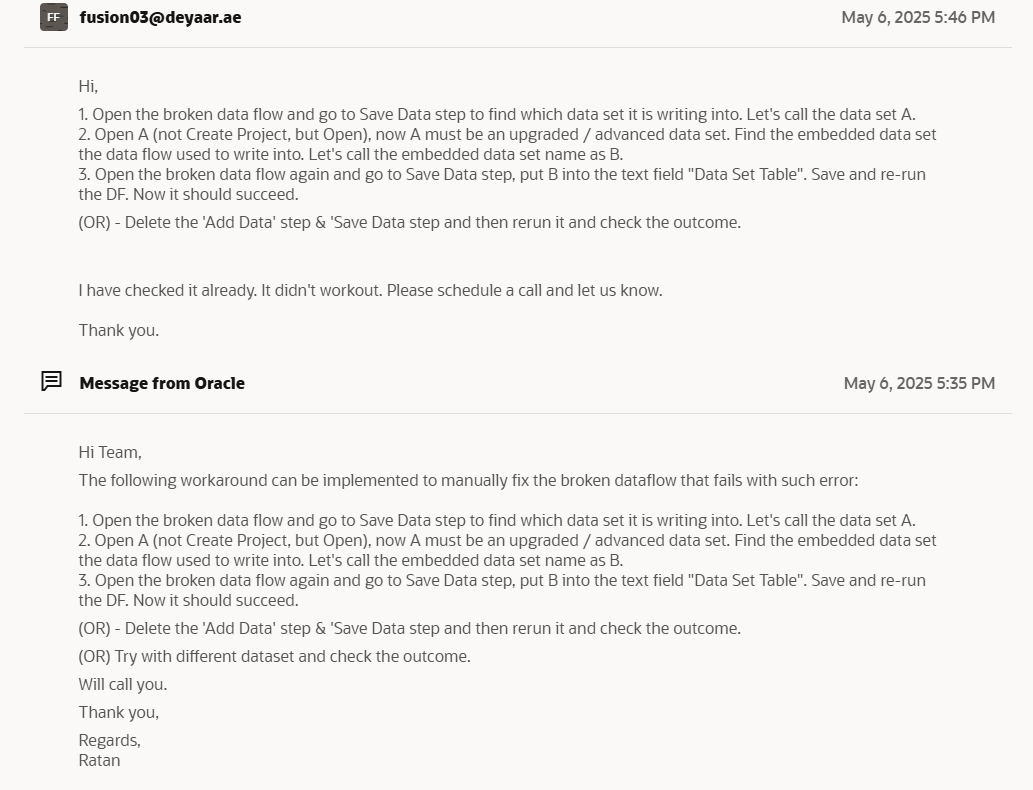 FF fusion03@deyaar.ae May 6, 2025 5:46 PM
Hi,
1. Open the broken data flow and go to Save Data step to find which data set it is writing into. Let's call the data set A.
2. Open A (not Create Project, but Open), now A must be an upgraded / advanced data set. Find the embedded data set
the data flow used to write into. Let's call the embedded data set name as B.
3. Open the broken data flow again and go to Save Data step, put B into the text field "Data Set Table". Save and re-run
the DF. Now it should succeed.
(OR) - Delete the 'Add Data' step & 'Save Data step and then rerun it and check the outcome.
I have checked it already. It didn't workout. Please schedule a call and let us know.
Thank you.
Message from Oracle May 6, 2025 5:35 PM
Hi Team,
The following workaround can be implemented to manually fix the broken dataflow that fails with such error:
1. Open the broken data flow and go to Save Data step to find which data set it is writing into. Let's call the data set A.
2. Open A (not Create Project, but Open), now A must be an upgraded / advanced data set. Find the embedded data set
the data flow used to write into. Let's call the embedded data set name as B.
3. Open the broken data flow again and go to Save Data step, put B into the text field "Data Set Table". Save and re-run
the DF. Now it should succeed.
(OR) - Delete the 'Add Data' step & 'Save Data step and then rerun it and check the outcome.
(OR) Try with different dataset and check the outcome.
Will call you.
Thank you,
Regards,
Ratan